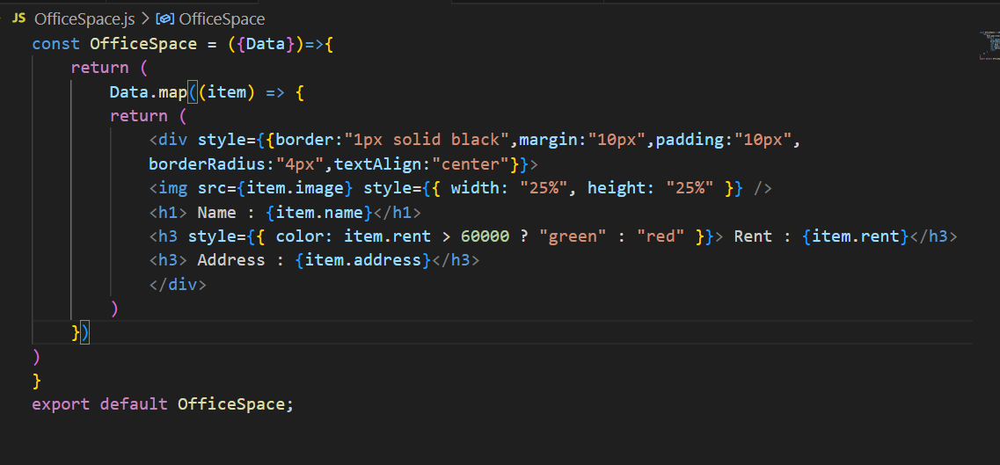 JS OfficeSpace.js > OfficeSpace
const OfficeSpace = ({Data})=>{
    return (
        Data.map((item) => {
        return (
            <div style={{border:"1px solid black",margin:"10px",padding:"10px",
            borderRadius:"4px",textAlign:"center"}}>
            <img src={item.image} style={{ width: "25%", height: "25%" }} />
            <h1> Name : {item.name}</h1>
            <h3 style={{ color: item.rent > 60000 ? "green" : "red" }}> Rent : {item.rent}</h3>
            <h3> Address : {item.address}</h3>
            </div>
        )
    })
)
}
export default OfficeSpace;